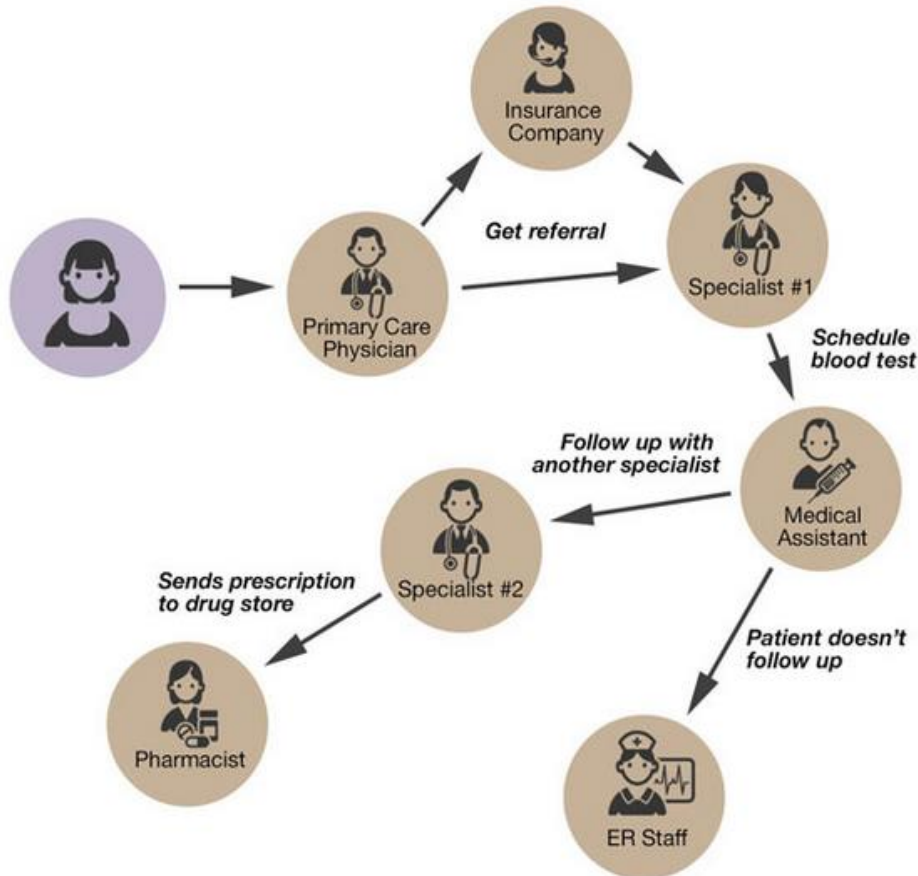 Insurance
Company
Get referral
Specialist #1
Primary Care
Physician
Schedule
blood test
Follow up with
another specialist
Medical
Assistant
Specialist #2
Sends prescription
to drug store
Patient doesn’t
follow up
Pharmacist
ER Staff